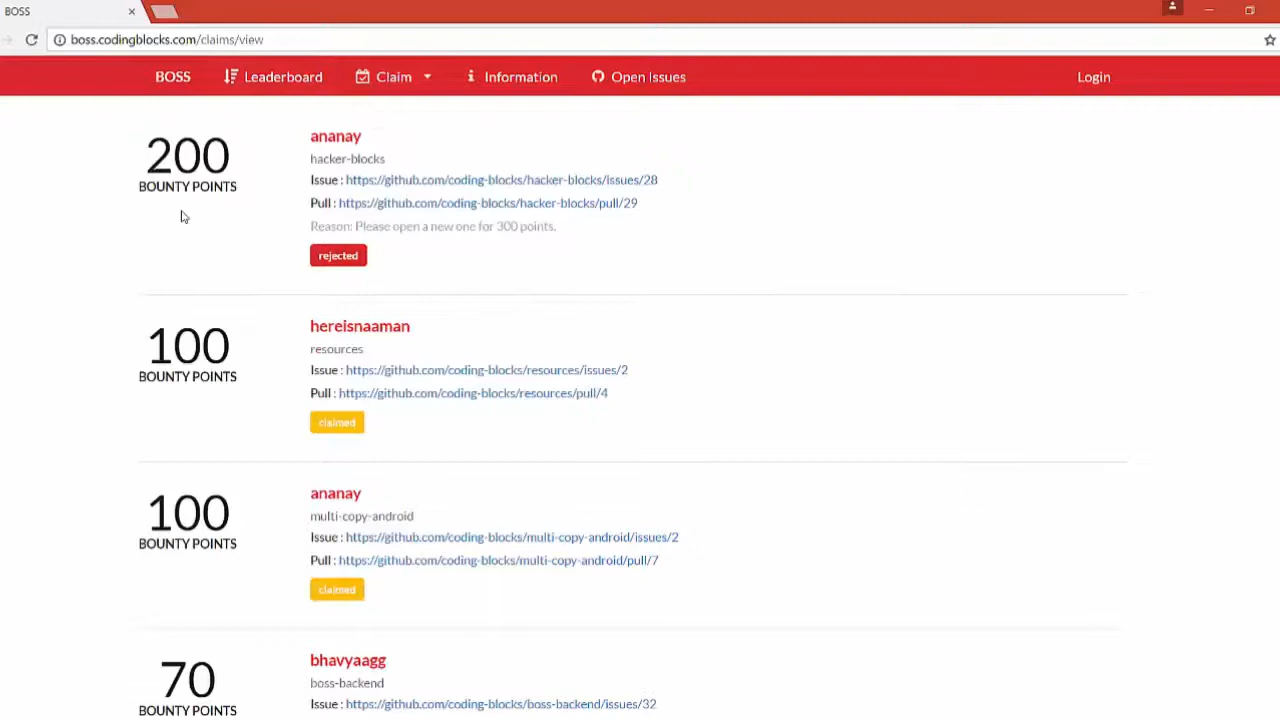 BOSS
boss.codingblocks.com/claims/view
BOSS Leaderboard Claim Information Open Issues Login
200
BOUNTY POINTS
ananay
hacker-blocks
Issue : https://github.com/coding-blocks/hacker-blocks/issues/28
Pull : https://github.com/coding-blocks/hacker-blocks/pull/29
Reason: Please open a new one for 300 points.
rejected
100
BOUNTY POINTS
hereisnaaman
resources
Issue : https://github.com/coding-blocks/resources/issues/2
Pull : https://github.com/coding-blocks/resources/pull/4
claimed
100
BOUNTY POINTS
ananay
multi-copy-android
Issue : https://github.com/coding-blocks/multi-copy-android/issues/2
Pull : https://github.com/coding-blocks/multi-copy-android/pull/7
claimed
70
BOUNTY POINTS
bhavyaagg
boss-backend
Issue : https://github.com/coding-blocks/boss-backend/issues/32